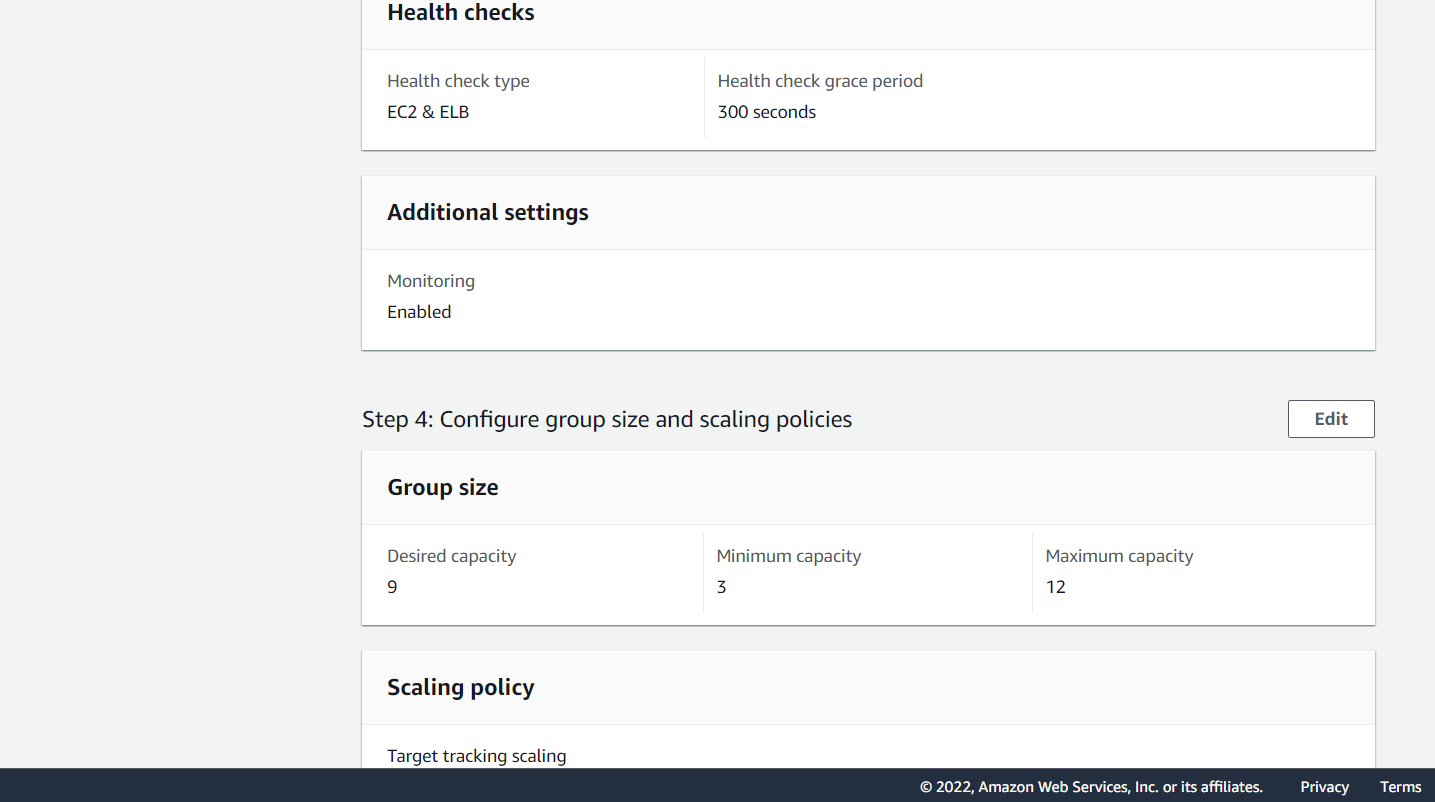 Health checks
Health check type
Health check grace period
EC2 & ELB
300 seconds
Additional settings
Monitoring
Enabled
Step 4: Configure group size and scaling policies
Edit
Group size
Desired capacity
Minimum capacity
Maximum capacity
9
3
12
Scaling policy
Target tracking scaling
© 2022, Amazon Web Services, Inc. or its affiliates.
Privacy
Terms